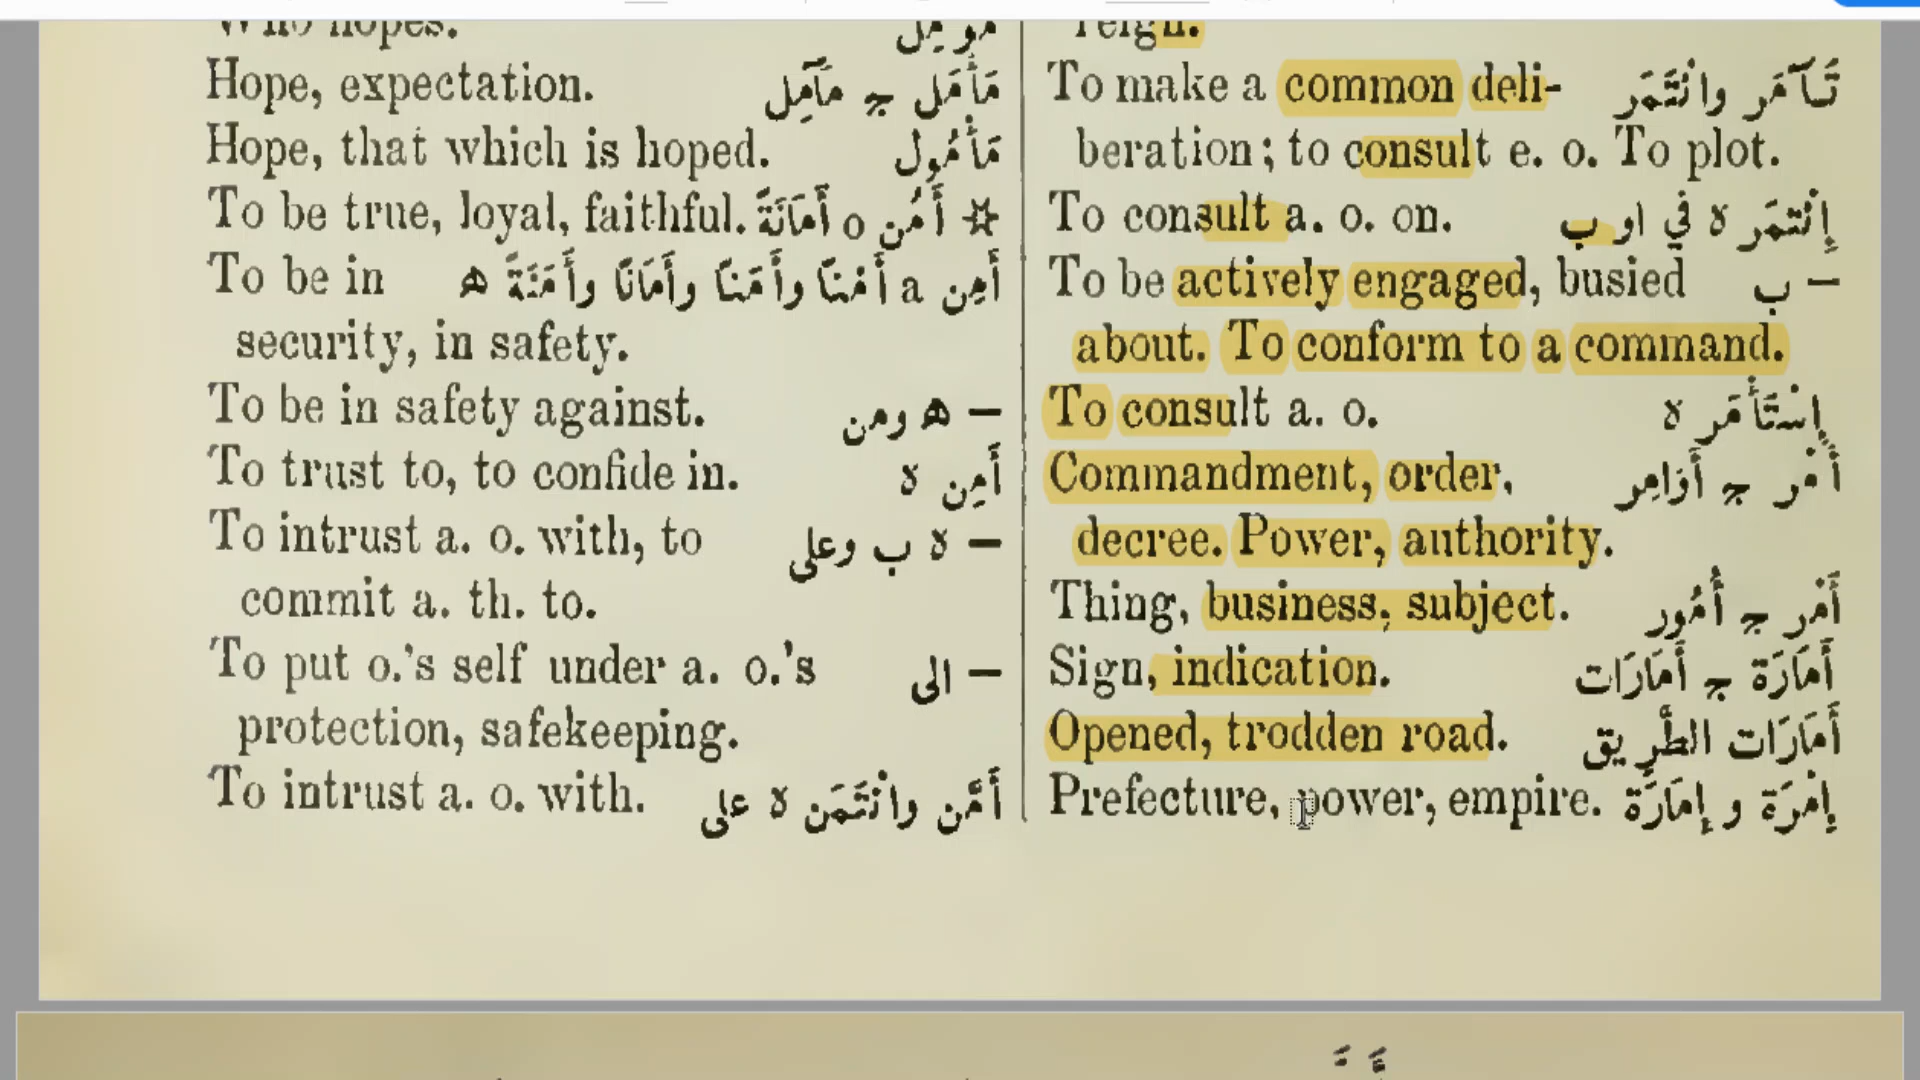 Who hopes. مُؤَمِّل
Hope, expectation. مَأْمَل ج مَآمِل
Hope, that which is hoped. مَأْمُول
To be true, loyal, faithful. ☆ أَمُن o أَمَانَةً
To be in أَمِن a أَمْنًا وأَمَنًا وأَمَانًا وأَمَنَةً ه
security, in safety.
To be in safety against. — ه ومن
To trust to, to confide in. أَمِن ه
To intrust a. o. with, to — ه ب وعلى
commit a. th. to.
To put o.'s self under a. o.'s — الى
protection, safekeeping.
To intrust a. o. with. أَمَّن وائْتَمَن ه على
reign.
To make a common deli- تَآمَر وائْتَمَر
beration; to consult e. o. To plot.
To consult a. o. on. إِئْتَمَر ه في او ب
To be actively engaged, busied — ب
about. To conform to a command.
To consult a. o. إِسْتَأْمَر ه
Commandment, order, أَمْر ج أَوَامِر
decree. Power, authority.
Thing, business, subject. أَمْر ج أُمُور
Sign, indication. أَمَارَة ج أَمَارَات
Opened, trodden road. أَمَارَات الطَّرِيق
Prefecture, power, empire. إِمْرَة و إِمَارَة